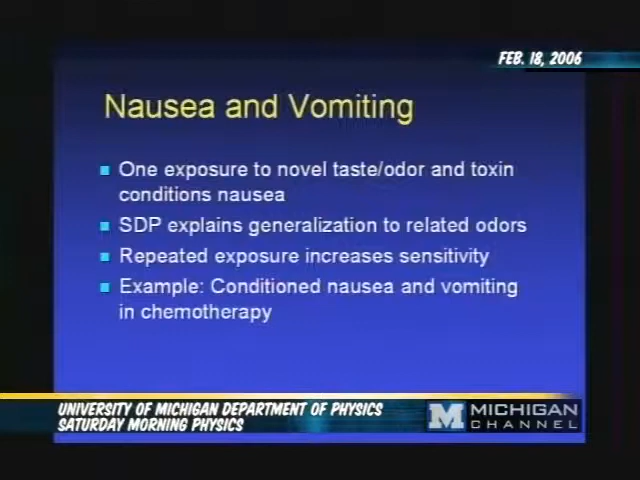 FEB. 18, 2006
Nausea and Vomiting
One exposure to novel taste/odor and toxin
conditions nausea
SDP explains generalization to related odors
Repeated exposure increases sensitivity
Example: Conditioned nausea and vomiting
in chemotherapy
UNIVERSITY OF MICHIGAN DEPARTMENT OF PHYSICS
SATURDAY MORNING PHYSICS
M MICHIGAN
CHANNEL